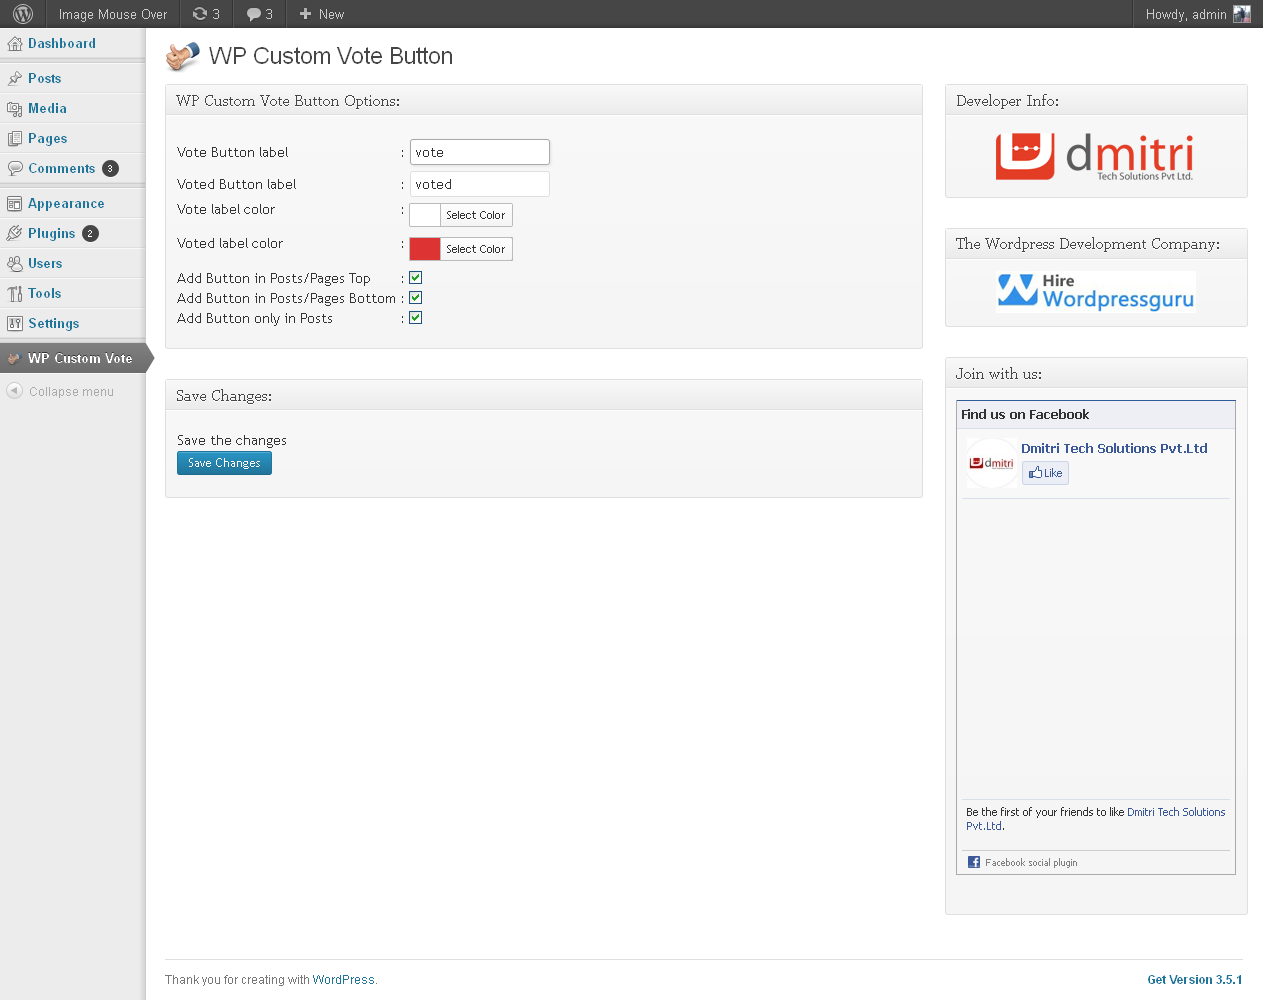 Image Mouse Over
3
3
New
Howdy, admin
Dashboard
Posts
Media
Pages
Comments 3
Appearance
Plugins 2
Users
Tools
Settings
WP Custom Vote
Collapse menu
WP Custom Vote Button
WP Custom Vote Button Options:
Vote Button label : vote
Voted Button label : voted
Vote label color : Select Color
Voted label color : Select Color
Add Button in Posts/Pages Top :
Add Button in Posts/Pages Bottom :
Add Button only in Posts :
Save Changes:
Save the changes
Save Changes
Developer Info:
dmitri
Tech Solutions Pvt Ltd.
The Wordpress Development Company:
Hire
Wordpressguru
Join with us:
Find us on Facebook
dmitri
Dmitri Tech Solutions Pvt.Ltd
Like
Be the first of your friends to like Dmitri Tech Solutions
Pvt.Ltd.
Facebook social plugin
Thank you for creating with WordPress.
Get Version 3.5.1